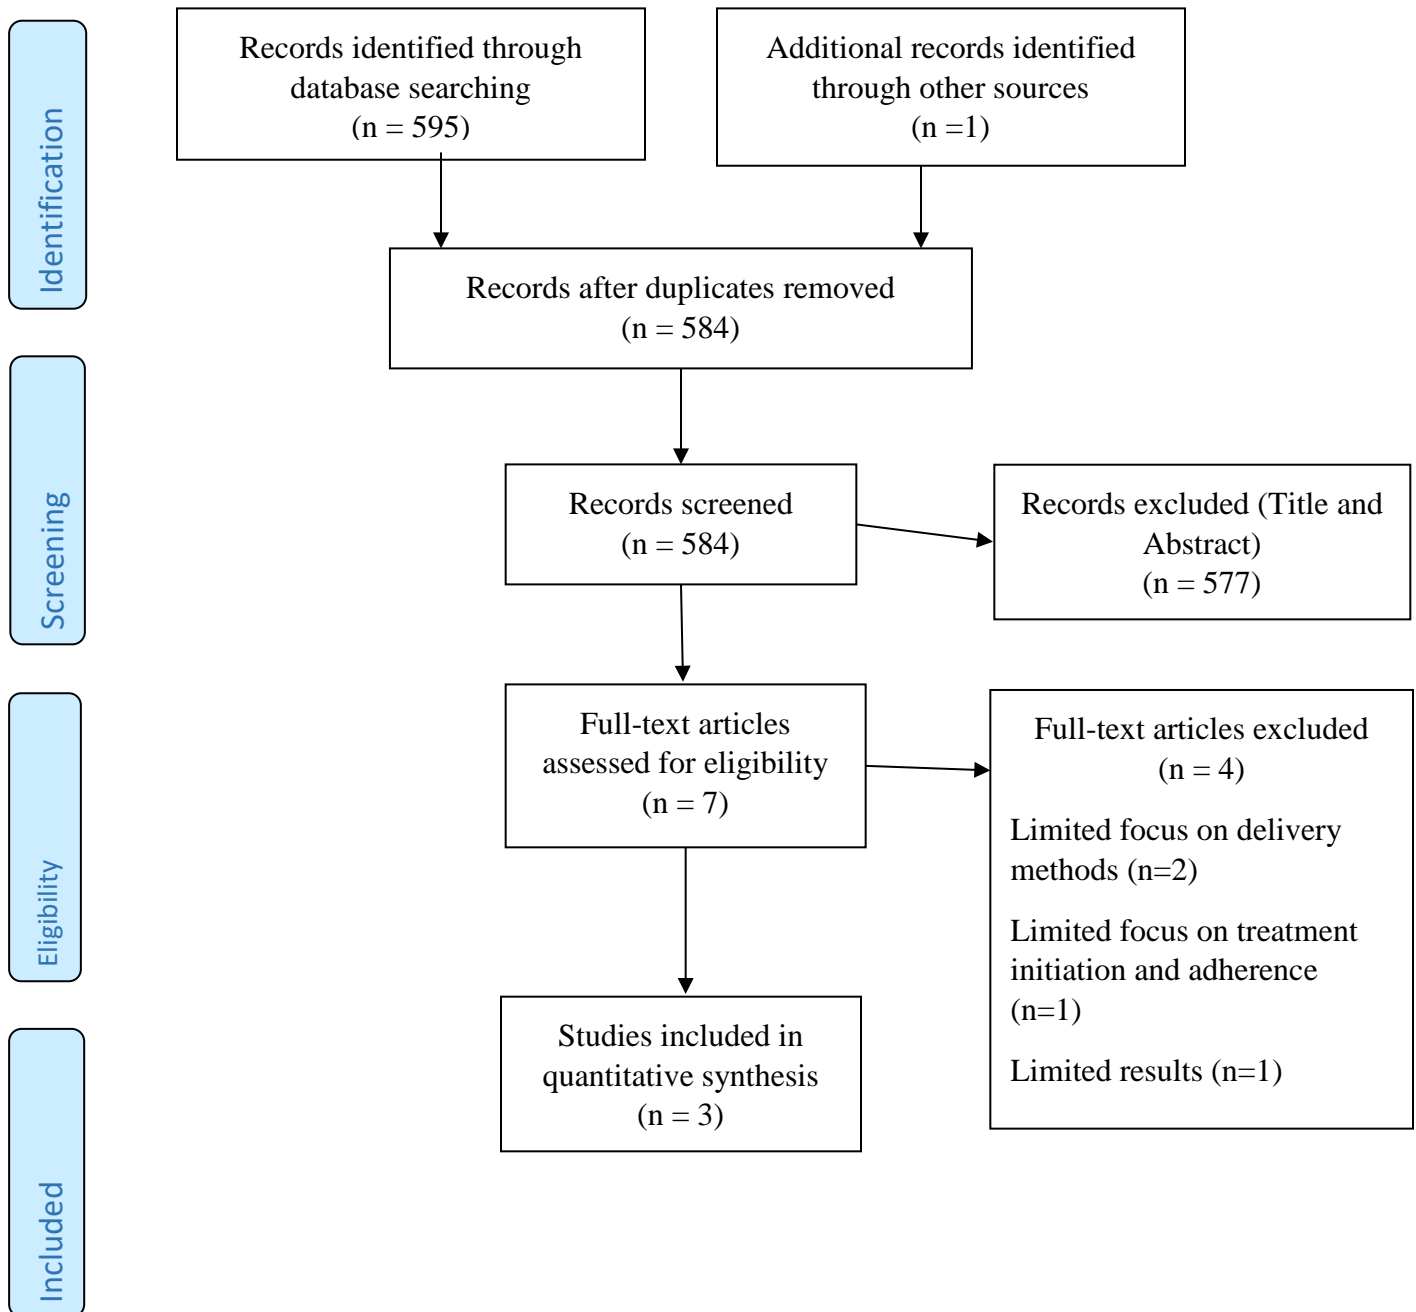 Identification
Records identified through
database searching
(n = 595)
Additional records identified
through other sources
(n =1)
Records after duplicates removed
(n = 584)
Screening
Records screened
(n = 584)
Records excluded (Title and
Abstract)
(n = 577)
Eligibility
Full-text articles
assessed for eligibility
(n = 7)
Full-text articles excluded
(n = 4)
Limited focus on delivery
methods (n=2)
Limited focus on treatment
initiation and adherence
(n=1)
Limited results (n=1)
Included
Studies included in
quantitative synthesis
(n = 3)